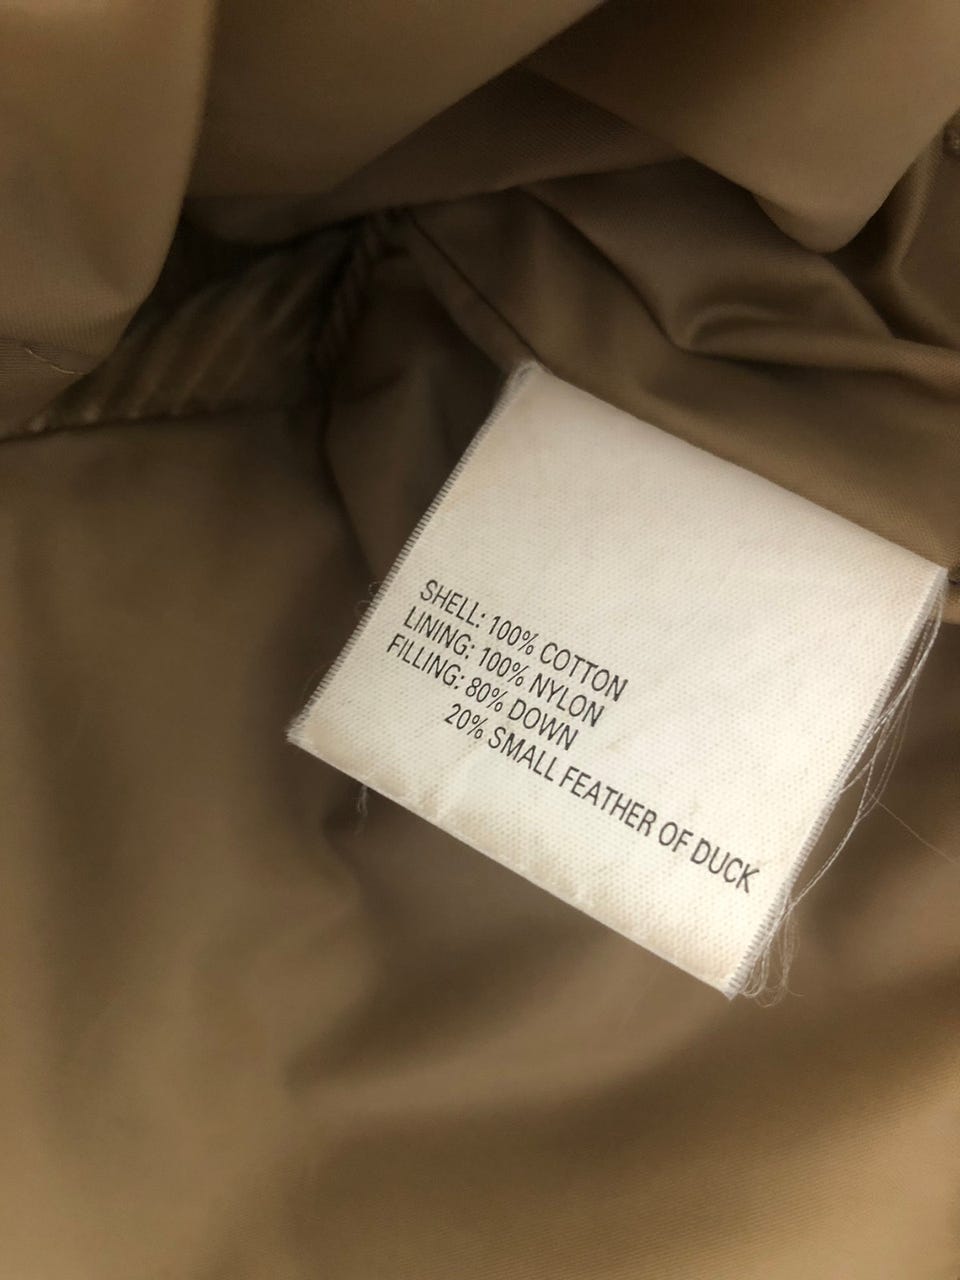 SHELL: 100% COTTON
LINING: 100% NYLON
FILLING: 80% DOWN
20% SMALL FEATHER OF DUCK